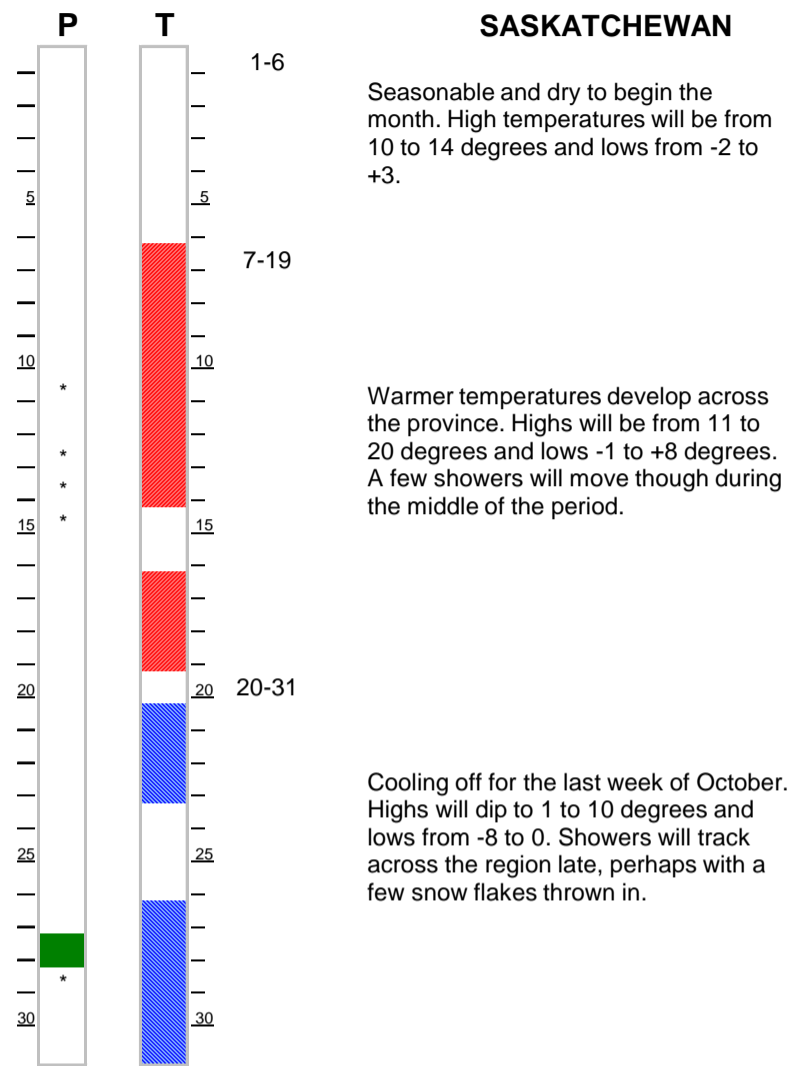 P T SASKATCHEWAN
1-6
Seasonable and dry to begin the
month. High temperatures will be from
10 to 14 degrees and lows from -2 to
+3.
5 5
7-19
10 10
*
Warmer temperatures develop across
the province. Highs will be from 11 to
20 degrees and lows -1 to +8 degrees.
*
A few showers will move though during
*
the middle of the period.
*
15 15
20 20 20-31
Cooling off for the last week of October.
Highs will dip to 1 to 10 degrees and
lows from -8 to 0. Showers will track
25 25
across the region late, perhaps with a
few snow flakes thrown in.
*
30 30